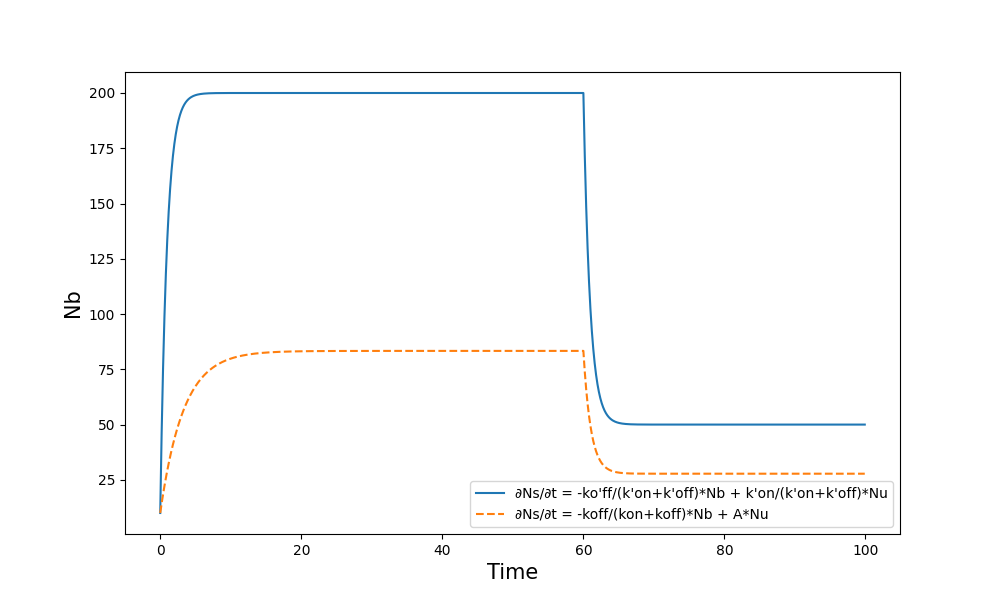 200
175
150
125
100
75
50
25
Nb
0 20 40 60 80 100
Time
∂Ns/∂t = -ko'ff/(k'on+k'off)*Nb + k'on/(k'on+k'off)*Nu
∂Ns/∂t = -koff/(kon+koff)*Nb + A*Nu